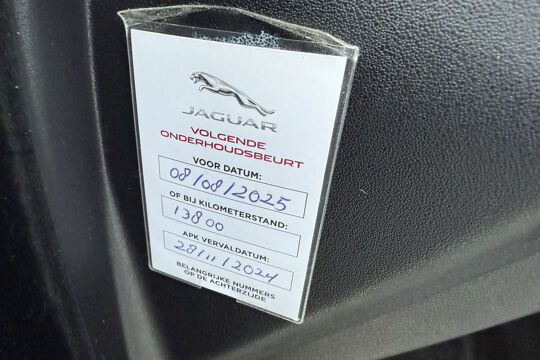 JAGUAR
VOLGENDE
ONDERHOUDSBEURT
VOOR DATUM:
08/08/2025
OF BIJ KILOMETERSTAND:
13800
APK VERVALDATUM:
28/11/2024
BELANGRIJKE NUMMERS
OP DE ACHTERZIJDE